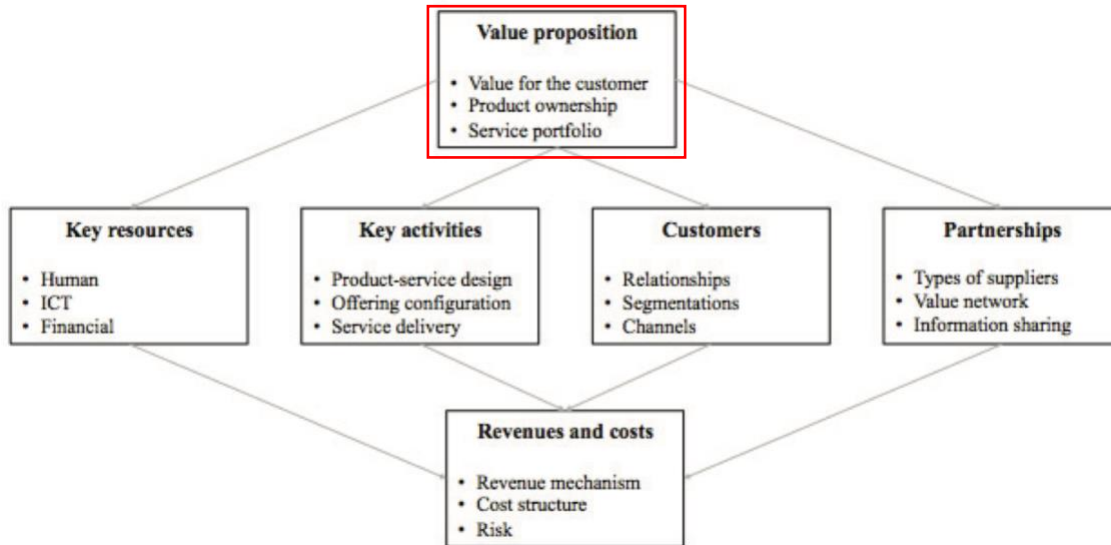 Value proposition
• Value for the customer
• Product ownership
• Service portfolio
Key resources
• Human
• ICT
• Financial
Key activities
• Product-service design
• Offering configuration
• Service delivery
Customers
• Relationships
• Segmentations
• Channels
Partnerships
• Types of suppliers
• Value network
• Information sharing
Revenues and costs
• Revenue mechanism
• Cost structure
• Risk